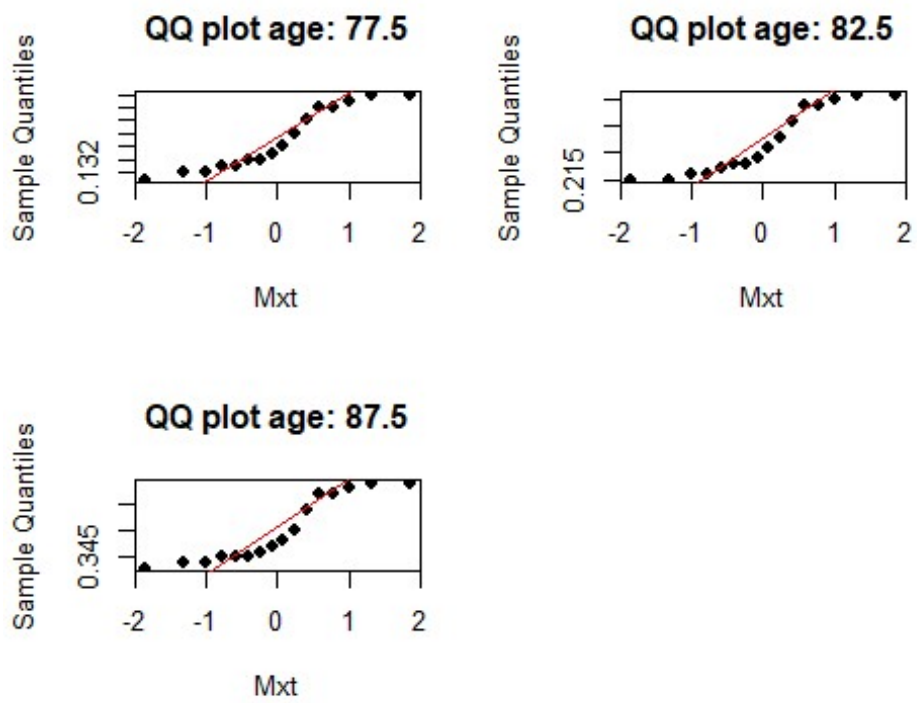 QQ plot age: 77.5
Sample Quantiles
0.132
-2 -1 0 1 2
Mxt
QQ plot age: 82.5
Sample Quantiles
0.215
-2 -1 0 1 2
Mxt
QQ plot age: 87.5
Sample Quantiles
0.345
-2 -1 0 1 2
Mxt